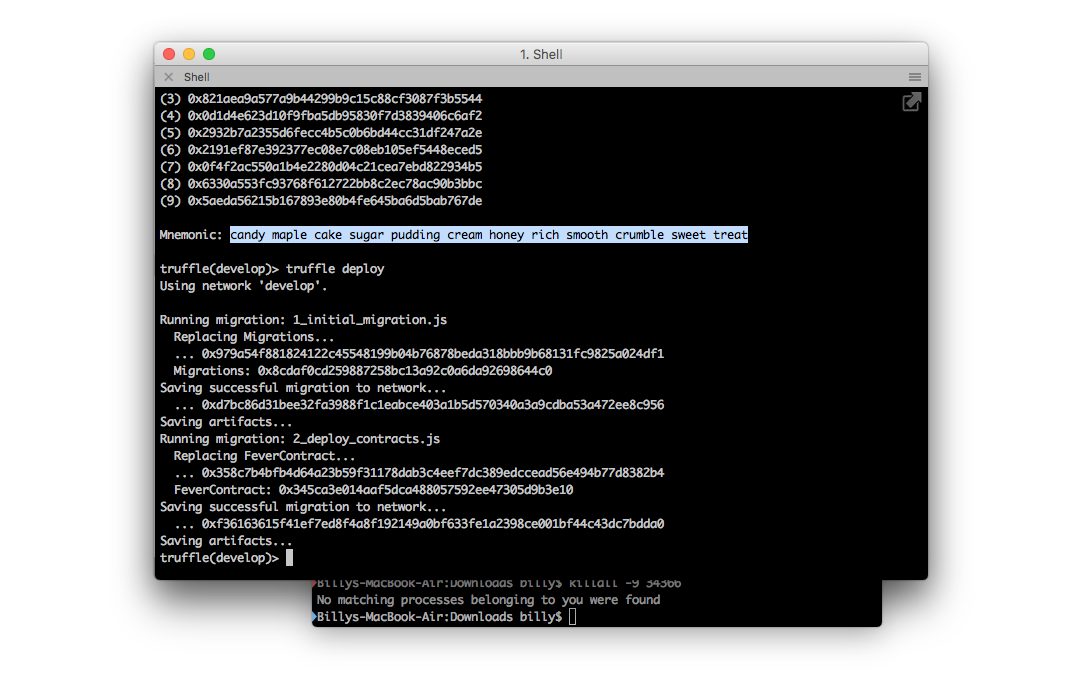 1. Shell
Shell
(3) 0x821aea9a577a9b44299b9c15c88cf3087f3b5544
(4) 0x0d1d4e623d10f9fba5db95830f7d3839406c6af2
(5) 0x2932b7a2355d6fecc4b5c0b6bd44cc31df247a2e
(6) 0x2191ef87e392377ec08e7c08eb105ef5448eced5
(7) 0x0f4f2ac550a1b4e2280d04c21cea7ebd822934b5
(8) 0x6330a553fc93768f612722bb8c2ec78ac90b3bbc
(9) 0x5aeda56215b167893e80b4fe645ba6d5bab767de
Mnemonic: candy maple cake sugar pudding cream honey rich smooth crumble sweet treat
truffle(develop)> truffle deploy
Using network 'develop'.
Running migration: 1_initial_migration.js
Replacing Migrations...
... 0x979a54f881824122c45548199b04b76878beda318bbb9b68131fc9825a024df1
Migrations: 0x8cdaf0cd259887258bc13a92c0a6da92698644c0
Saving successful migration to network...
... 0xd7bc86d31bee32fa3988f1c1eabce403a1b5d570340a3a9cdba53a472ee8c956
Saving artifacts...
Running migration: 2_deploy_contracts.js
Replacing FeverContract...
... 0x358c7b4bfb4d64a23b59f31178dab3c4eef7dc389edccead56e494b77d8382b4
FeverContract: 0x345ca3e014aaf5dca488057592ee47305d9b3e10
Saving successful migration to network...
... 0xf36163615f41ef7ed8f4a8f192149a0bf633fe1a2398ce001bf44c43dc7bdda0
Saving artifacts...
truffle(develop)>
Billys-MacBook-Air:Downloads billy$ killall -9 34366
No matching processes belonging to you were found
Billys-MacBook-Air:Downloads billy$